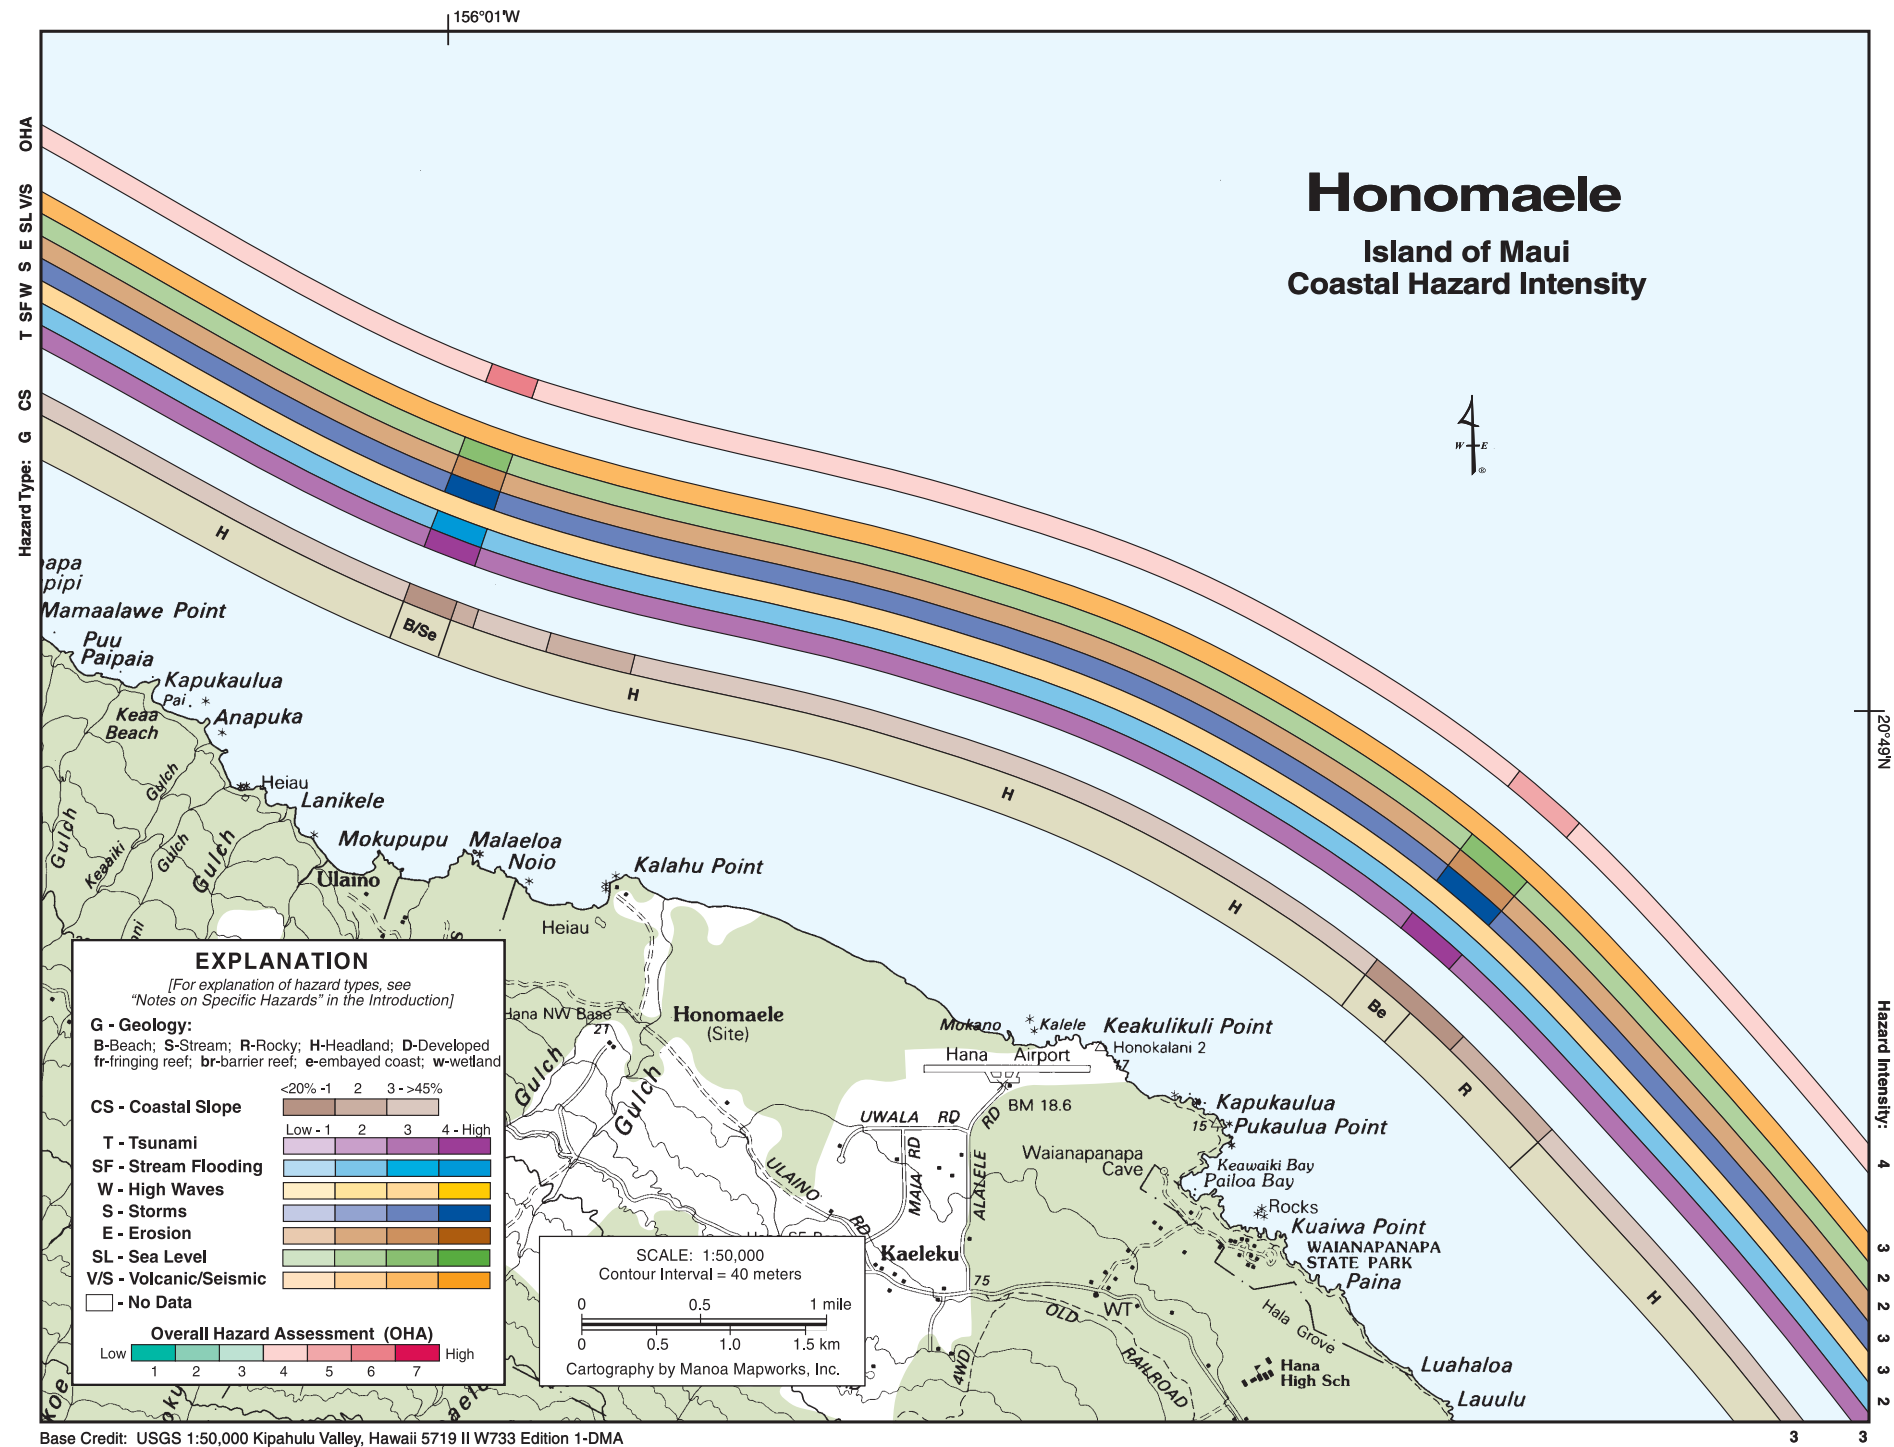 156°01'W
Honomaele
Island of Maui
Coastal Hazard Intensity
W E
®
20°49'N
OHA
V/S
SL
E
S
W
SF
T
CS
G
Hazard Type:
H
B/Se
H
H
H
Be
R
H
Hazard Intensity:
4
3
2
2
3
3
2
3
3
Mamaalawe Point
Puu
Paipaia
Kapukaulua
Pai.
Anapuka
Keaa
Beach
Heiau
Lanikele
Gulch
Gulch
Keaaiki
Gulch
Gulch
Mokupupu
Malaeloa
Noio
Kalahu Point
Ulaino
Heiau
Honomaele
(Site)
Hana NW Base
21
Gulch
Gulch
Mokano
Kalele
Keakulikuli Point
Hana Airport
Honokalani 2
17
BM 18.6
UWALA RD
RD
MAIA RD
ALALELE
ULAINO
RD
Kapukaulua
15
Pukaulua Point
Waianapanapa
Cave
Keawaiki Bay
Pailoa Bay
Rocks
Kuaiwa Point
WAIANAPANAPA
STATE PARK
Paina
Kaeleku
75
OLD
WT
RAILROAD
4WD
Hala Grove
Hana
High Sch
Luahaloa
Lauulu
EXPLANATION
[For explanation of hazard types, see
“Notes on Specific Hazards” in the Introduction]
G - Geology:
B-Beach; S-Stream; R-Rocky; H-Headland; D-Developed
fr-fringing reef; br-barrier reef; e-embayed coast; w-wetland
<20% -1 2 3 - >45%
CS - Coastal Slope
Low - 1 2 3 4 - High
T - Tsunami
SF - Stream Flooding
W - High Waves
S - Storms
E - Erosion
SL - Sea Level
V/S - Volcanic/Seismic
- No Data
Overall Hazard Assessment (OHA)
Low High
1 2 3 4 5 6 7
SCALE: 1:50,000
Contour Interval = 40 meters
0 0.5 1 mile
0 0.5 1.0 1.5 km
Cartography by Manoa Mapworks, Inc.
Base Credit: USGS 1:50,000 Kipahulu Valley, Hawaii 5719 II W733 Edition 1-DMA